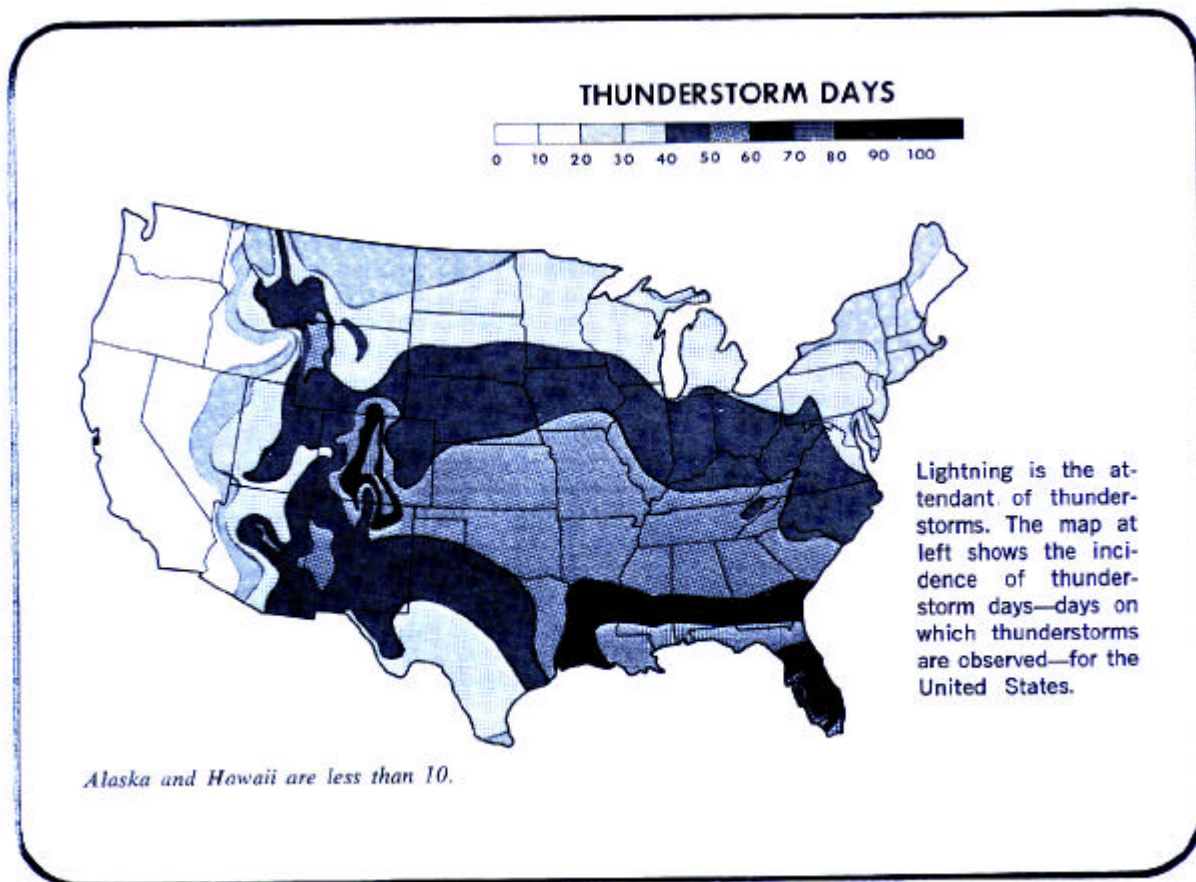 THUNDERSTORM DAYS
0 10 20 30 40 50 60 70 80 90 100
Lightning is the at-
tendant of thunder-
storms. The map at
left shows the inci-
dence of thunder-
storm days—days on
which thunderstorms
are observed—for the
United States.
Alaska and Hawaii are less than 10.